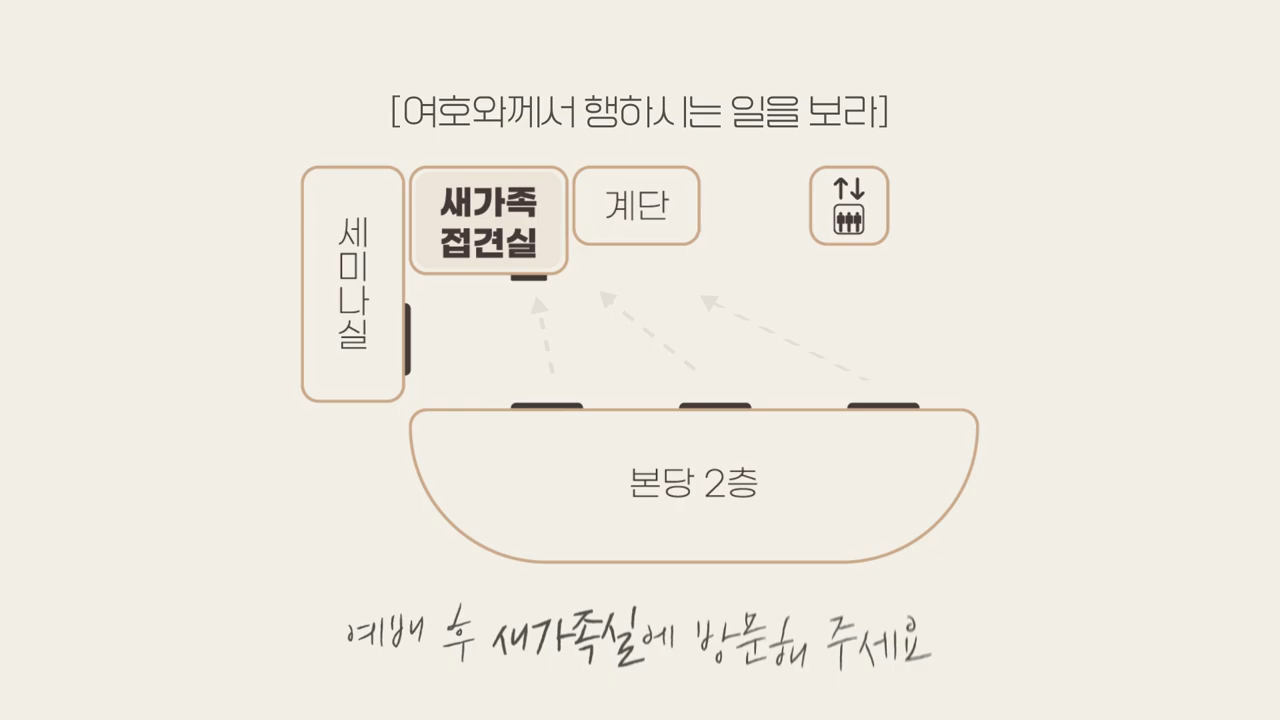 [여호와께서 행하시는 일을 보라]
세미나실
새가족
접견실
계단
본당 2층
예배 후 새가족실에 방문해 주세요